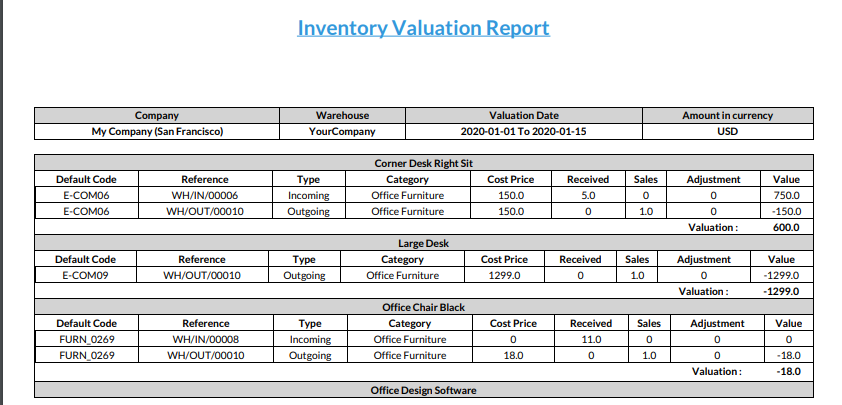 Inventory Valuation Report
Company Warehouse Valuation Date Amount in currency
My Company (San Francisco) YourCompany 2020-01-01 To 2020-01-15 USD
Corner Desk Right Sit
Default Code Reference Type Category Cost Price Received Sales Adjustment Value
E-COM06 WH/IN/00006 Incoming Office Furniture 150.0 5.0 0 0 750.0
E-COM06 WH/OUT/00010 Outgoing Office Furniture 150.0 0 1.0 0 -150.0
Valuation : 600.0
Large Desk
Default Code Reference Type Category Cost Price Received Sales Adjustment Value
E-COM09 WH/OUT/00010 Outgoing Office Furniture 1299.0 0 1.0 0 -1299.0
Valuation : -1299.0
Office Chair Black
Default Code Reference Type Category Cost Price Received Sales Adjustment Value
FURN_0269 WH/IN/00008 Incoming Office Furniture 0 11.0 0 0 0
FURN_0269 WH/OUT/00010 Outgoing Office Furniture 18.0 0 1.0 0 -18.0
Valuation : -18.0
Office Design Software